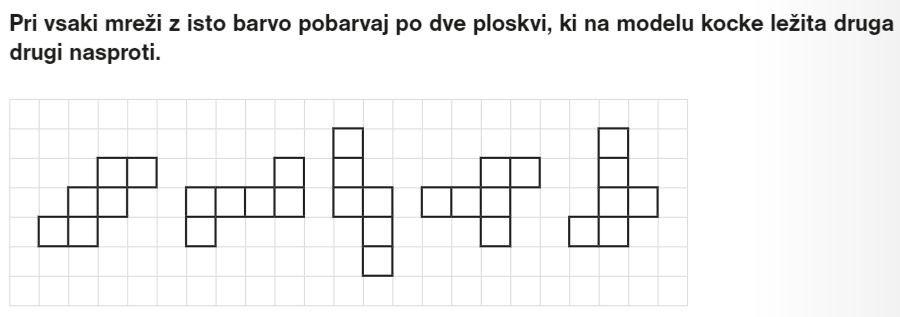 Pri vsaki mreži z isto barvo pobarvaj po dve ploskvi, ki na modelu kocke ležita druga
drugi nasproti.